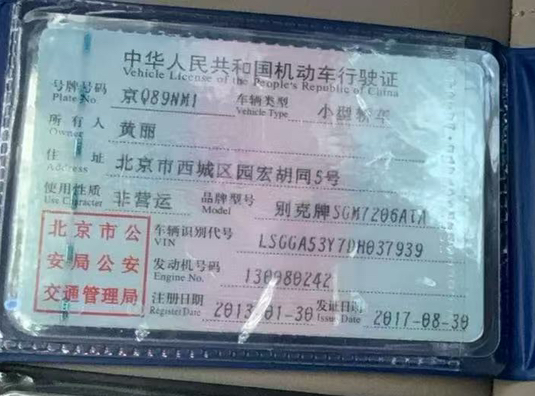 中华人民共和国机动车行驶证
Vehicle License of the People's Republic of China
号牌号码 京Q89NM1 车辆类型 小型轿车
Plate No. Vehicle Type
所有人 黄丽
Owner
住址 北京市西城区园宏胡同5号
Address
使用性质 非营运 品牌型号 别克牌SGM7206ATA
Use Character Model
北京市公安局公安交通管理局
车辆识别代号 LSGGA53Y7DH037939
VIN
发动机号码 130080242
Engine No.
注册日期 2013-01-30 发证日期 2017-08-30
Register Date Issue Date